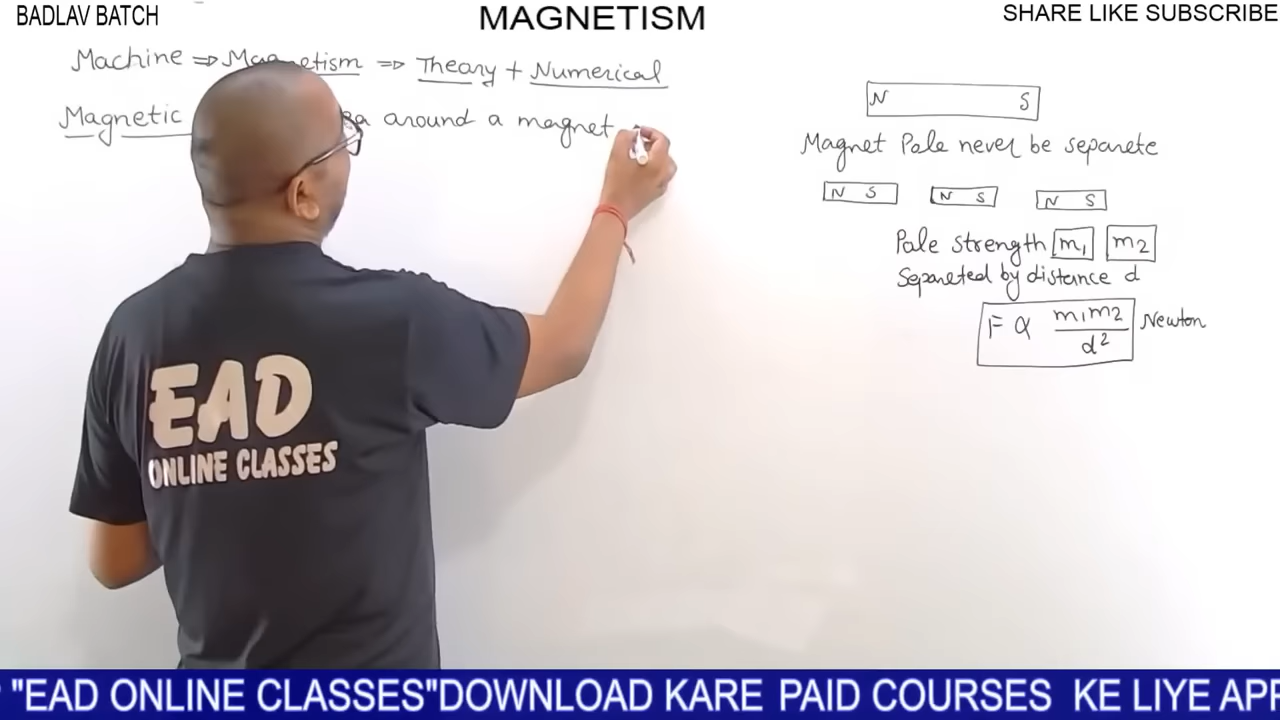 BADLAV BATCH
MAGNETISM
SHARE LIKE SUBSCRIBE
Machine ⇒ Magnetism ⇒ Theory + Numerical
Magnetic around a magnet
N S
Magnet Pole never be separete
N S N S N S
Pole strength m₁ m₂
Separeted by distance d
F ∝ m₁m₂ / d² Newton
EAD
ONLINE CLASSES
"EAD ONLINE CLASSES"DOWNLOAD KARE PAID COURSES KE LIYE APP